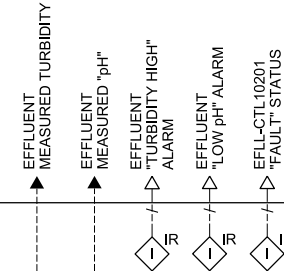 EFFLUENT
MEASURED TURBIDITY
EFFLUENT
MEASURED "pH"
EFFLUENT
"TURBIDITY HIGH"
ALARM
EFFLUENT
"LOW pH" ALARM
EFLL-CTL10201
"FAULT" STATUS
I
IR
I
IR
I
I